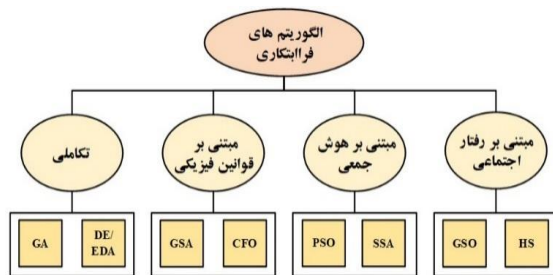 الگوریتم های
فراابتکاری
مبتنی بر رفتار
اجتماعی
مبتنی بر هوش
جمعی
مبتنی بر
قوانین فیزیکی
تکاملی
GA
DE/
EDA
GSA
CFO
PSO
SSA
GSO
HS